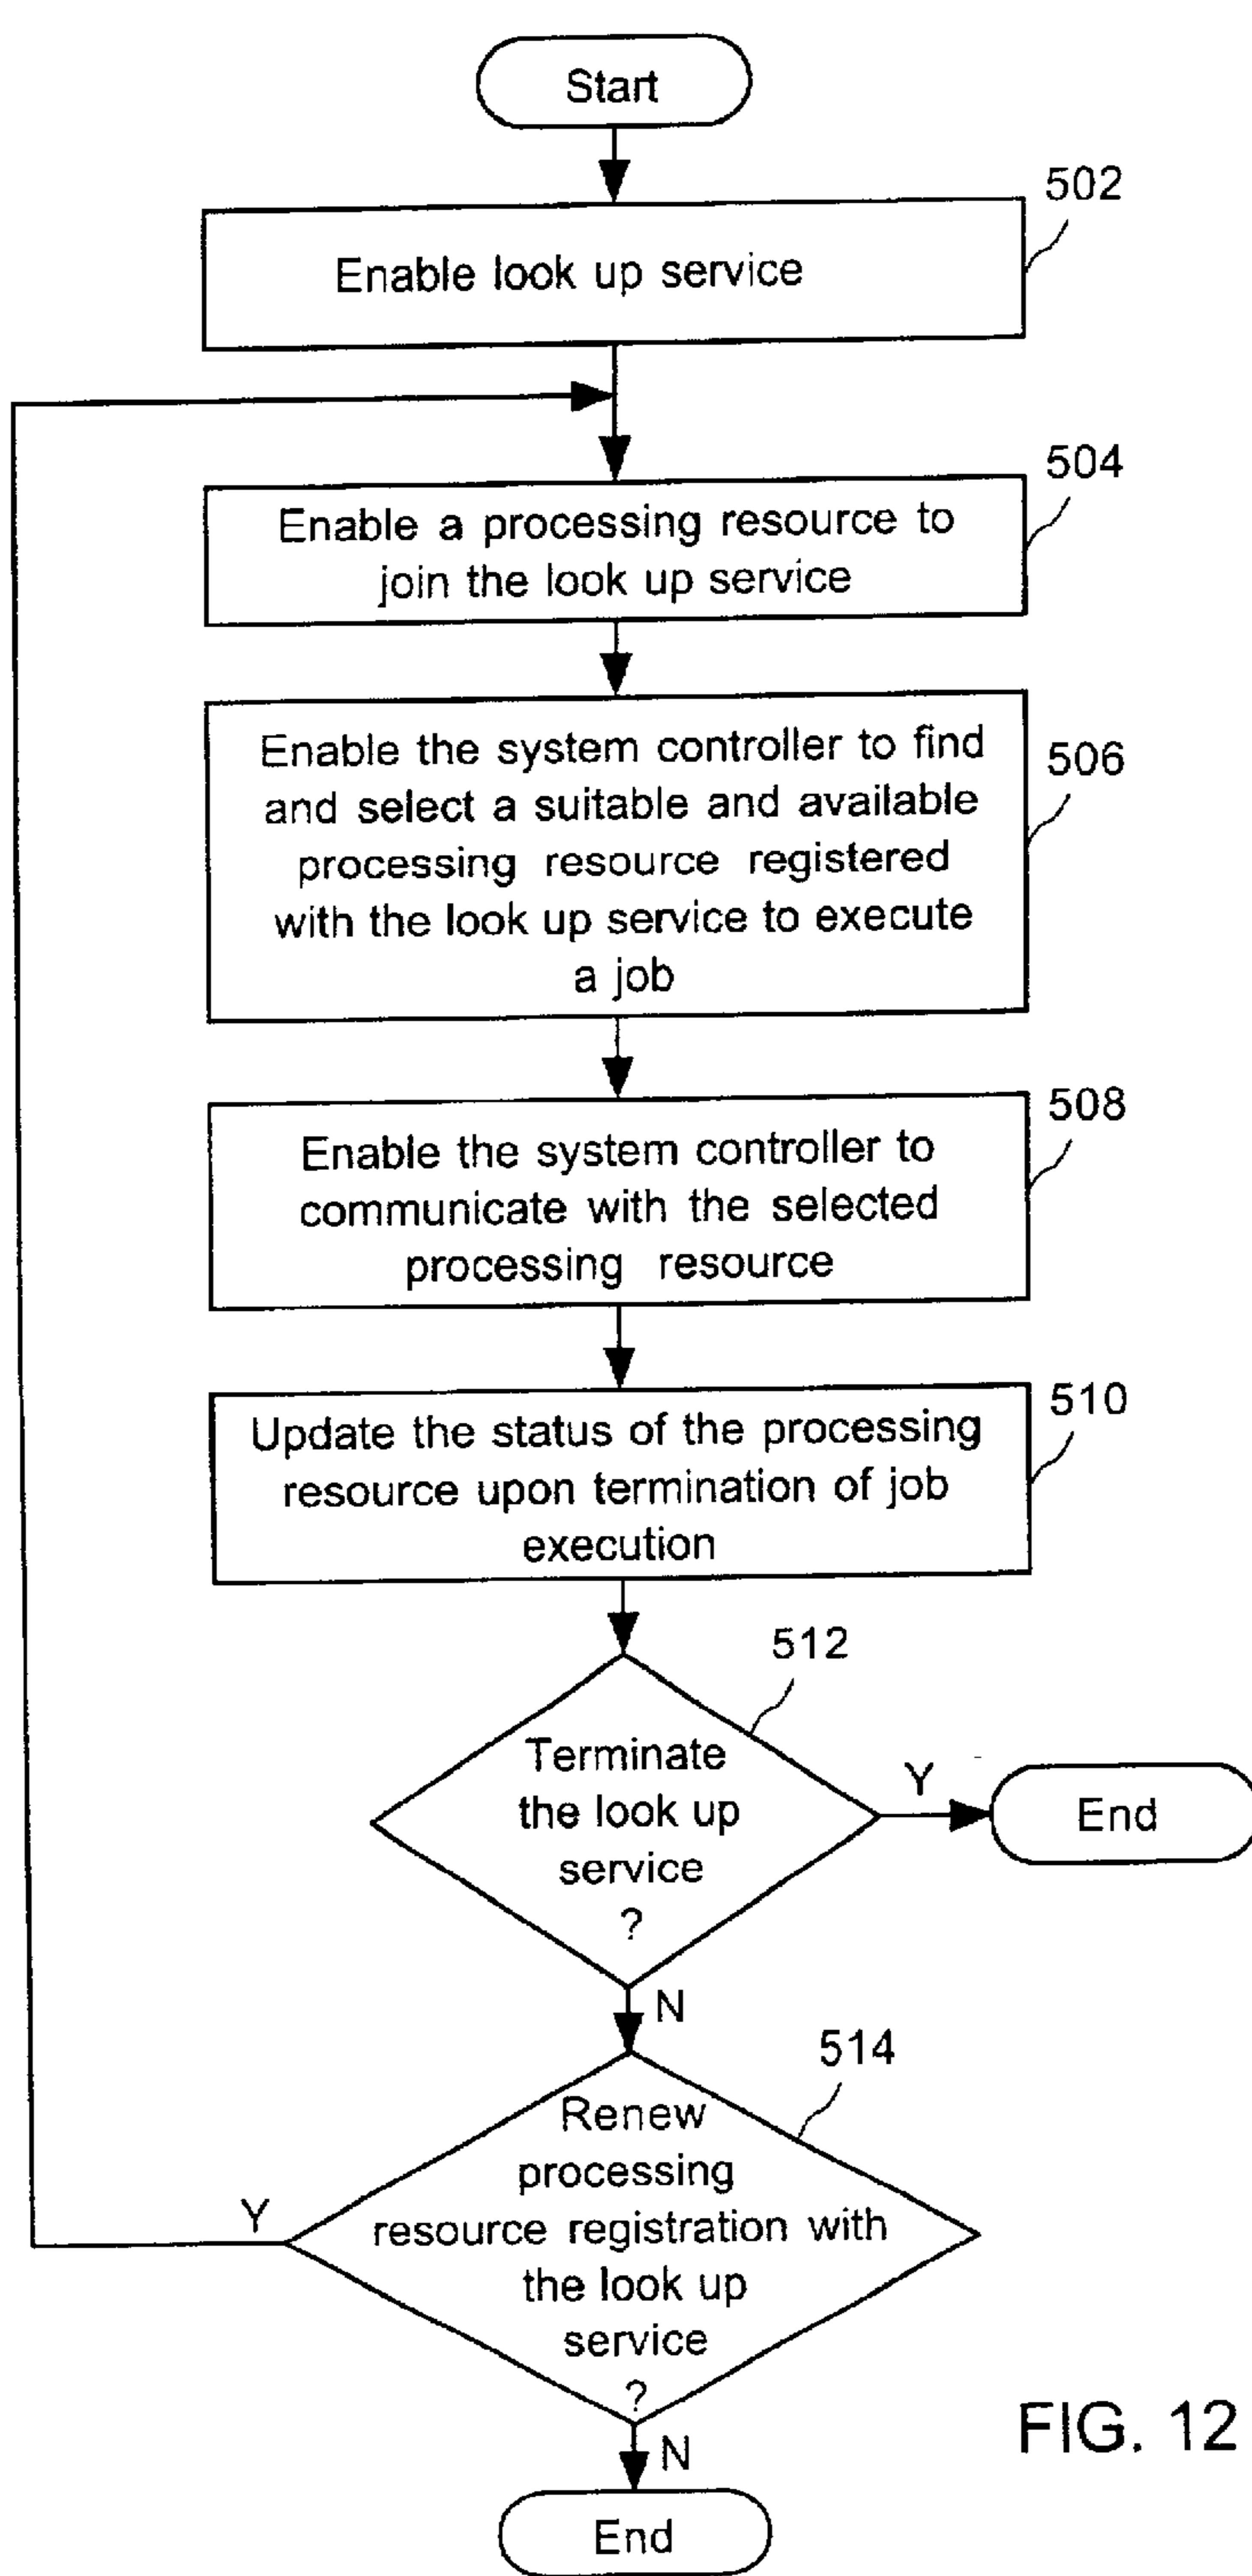 Start
502
Enable look up service
504
Enable a processing resource to
join the look up service
506
Enable the system controller to find
and select a suitable and available
processing resource registered
with the look up service to execute
a job
508
Enable the system controller to
communicate with the selected
processing resource
510
Update the status of the processing
resource upon termination of job
execution
512
Terminate
the look up
service
?
Y
End
N
514
Renew
processing
resource registration with
the look up
service
?
Y
N
End
FIG. 12